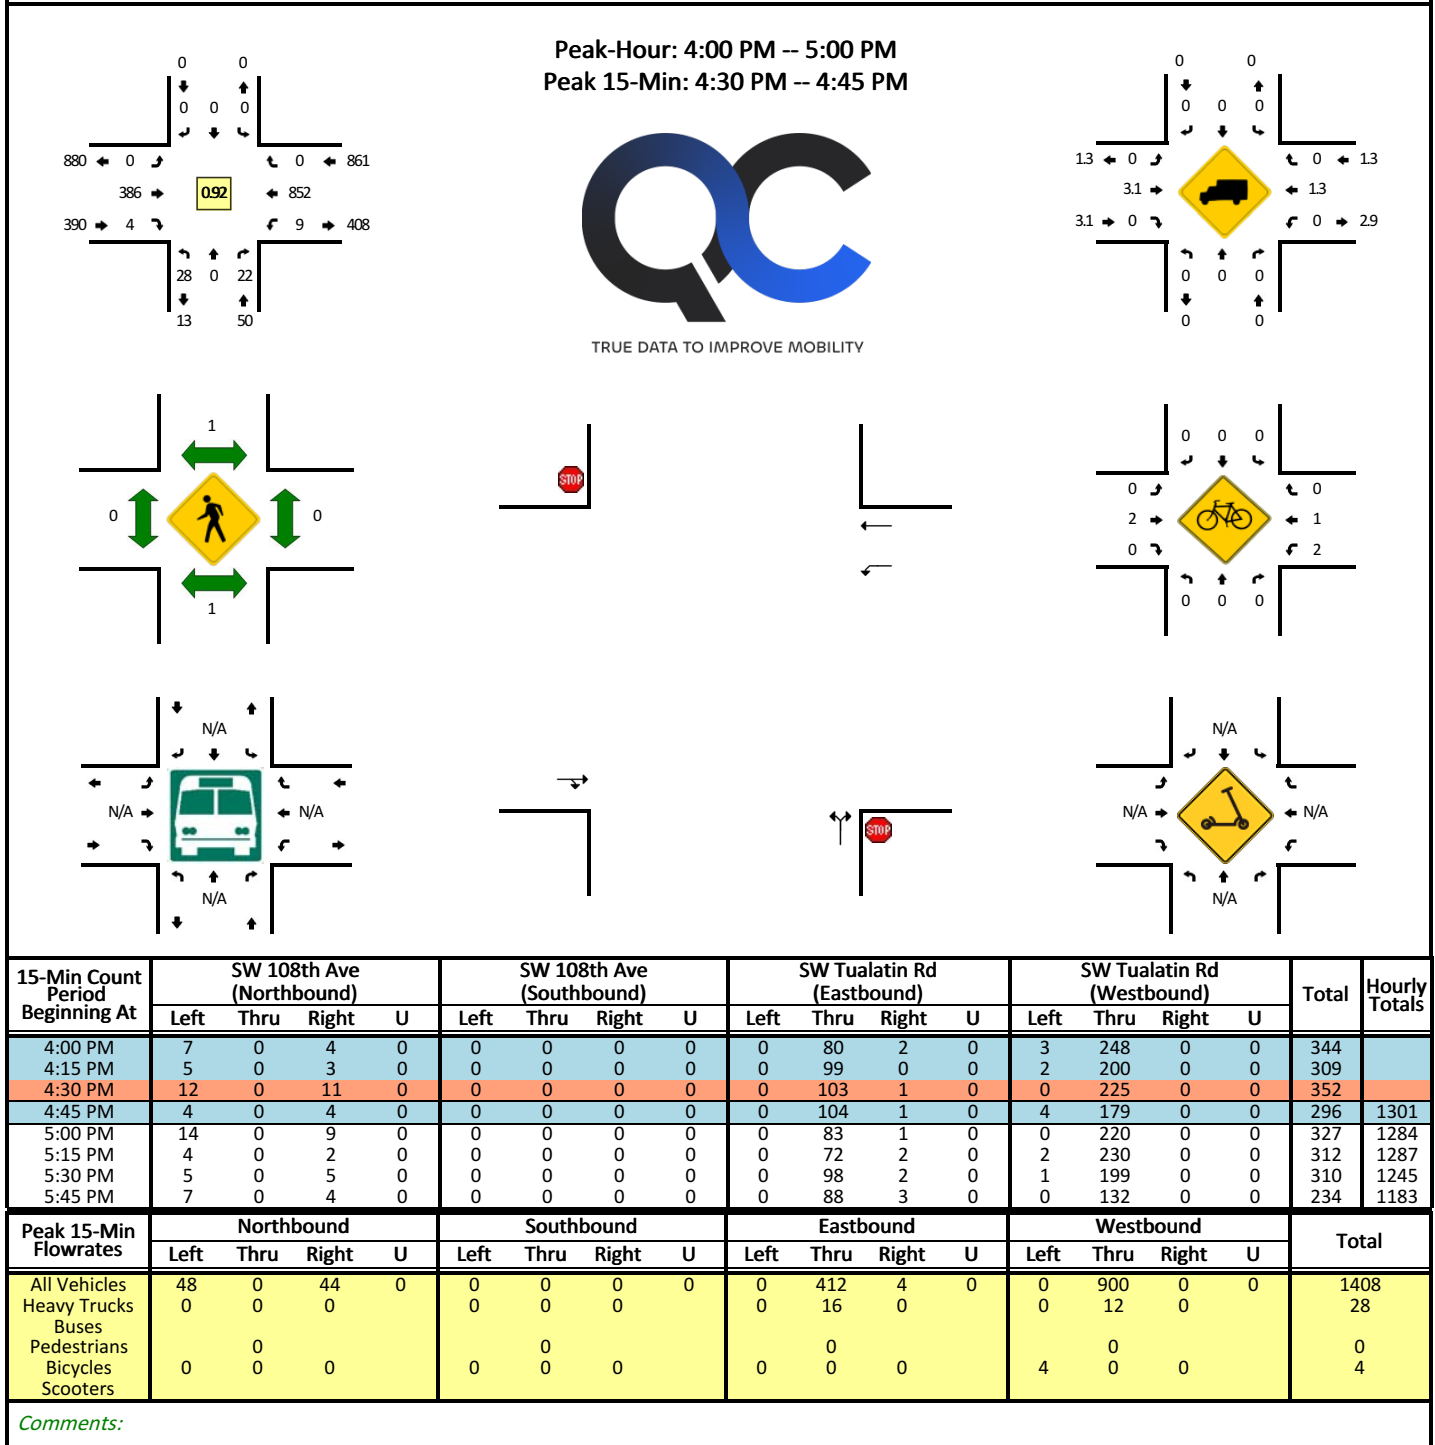 Peak-Hour: 4:00 PM -- 5:00 PM
Peak 15-Min: 4:30 PM -- 4:45 PM
0 0
0 0 0
880 0 0 861
386 0.92 852
390 4 9 408
28 0 22
13 50
QC
TRUE DATA TO IMPROVE MOBILITY
0 0
0 0 0
1.3 0 0 1.3
3.1 1.3
3.1 0 0 2.9
0 0 0
0 0
1
0 0
1
STOP
0 0 0
0 0
2 1
0 2
0 0 0
N/A
N/A N/A
N/A
STOP
N/A
N/A N/A
N/A
15-Min Count Period Beginning At SW 108th Ave (Northbound) SW 108th Ave (Southbound) SW Tualatin Rd (Eastbound) SW Tualatin Rd (Westbound) Total Hourly Totals
Left Thru Right U Left Thru Right U Left Thru Right U Left Thru Right U
4:00 PM 7 0 4 0 0 0 0 0 0 80 2 0 3 248 0 0 344
4:15 PM 5 0 3 0 0 0 0 0 0 99 0 0 2 200 0 0 309
4:30 PM 12 0 11 0 0 0 0 0 0 103 1 0 0 225 0 0 352
4:45 PM 4 0 4 0 0 0 0 0 0 104 1 0 4 179 0 0 296 1301
5:00 PM 14 0 9 0 0 0 0 0 0 83 1 0 0 220 0 0 327 1284
5:15 PM 4 0 2 0 0 0 0 0 0 72 2 0 2 230 0 0 312 1287
5:30 PM 5 0 5 0 0 0 0 0 0 98 2 0 1 199 0 0 310 1245
5:45 PM 7 0 4 0 0 0 0 0 0 88 3 0 0 132 0 0 234 1183
Peak 15-Min Flowrates Northbound Southbound Eastbound Westbound Total
Left Thru Right U Left Thru Right U Left Thru Right U Left Thru Right U
All Vehicles 48 0 44 0 0 0 0 0 0 412 4 0 0 900 0 0 1408
Heavy Trucks 0 0 0 0 0 0 0 16 0 0 12 0 28
Buses
Pedestrians 0 0 0 0 0
Bicycles 0 0 0 0 0 0 0 0 0 4 0 0 4
Scooters
Comments: